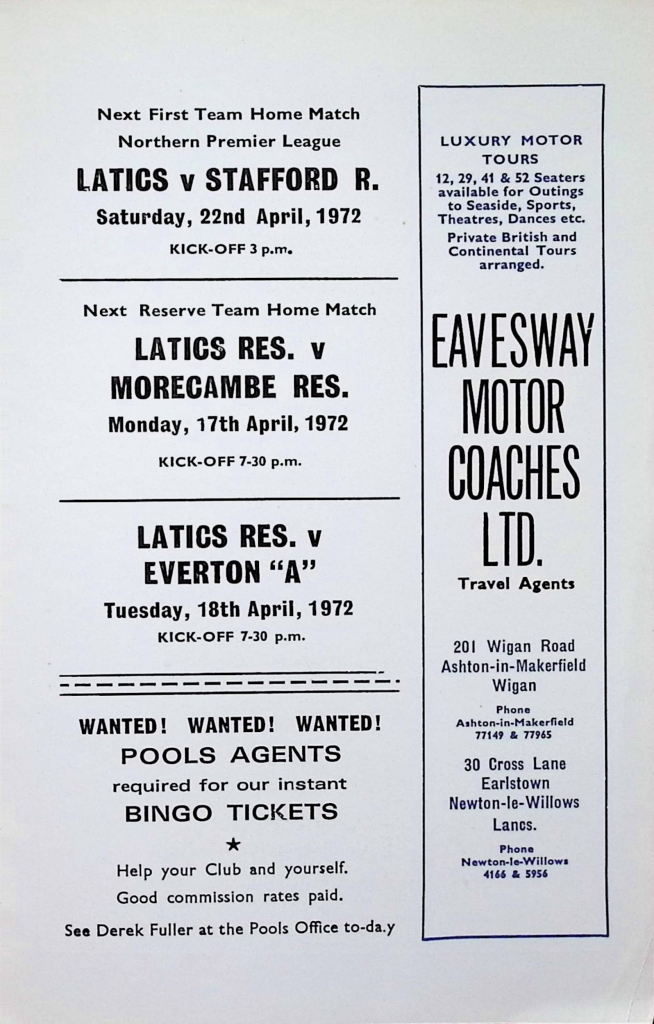 Next First Team Home Match
Northern Premier League
LATICS v STAFFORD R.
Saturday, 22nd April, 1972
KICK-OFF 3 p.m.
Next Reserve Team Home Match
LATICS RES. v
MORECAMBE RES.
Monday, 17th April, 1972
KICK-OFF 7-30 p.m.
LATICS RES. v
EVERTON “A”
Tuesday, 18th April, 1972
KICK-OFF 7-30 p.m.
WANTED! WANTED! WANTED!
POOLS AGENTS
required for our instant
BINGO TICKETS
★
Help your Club and yourself.
Good commission rates paid.
See Derek Fuller at the Pools Office to-da.y
LUXURY MOTOR
TOURS
12, 29, 41 & 52 Seaters
available for Outings
to Seaside, Sports,
Theatres, Dances etc.
Private British and
Continental Tours
arranged.
EAVESWAY
MOTOR
COACHES
LTD.
Travel Agents
201 Wigan Road
Ashton-in-Makerfield
Wigan
Phone
Ashton-in-Makerfield
77149 & 77965
30 Cross Lane
Earlstown
Newton-le-Willows
Lancs.
Phone
Newton-le-Willows
4166 & 5956